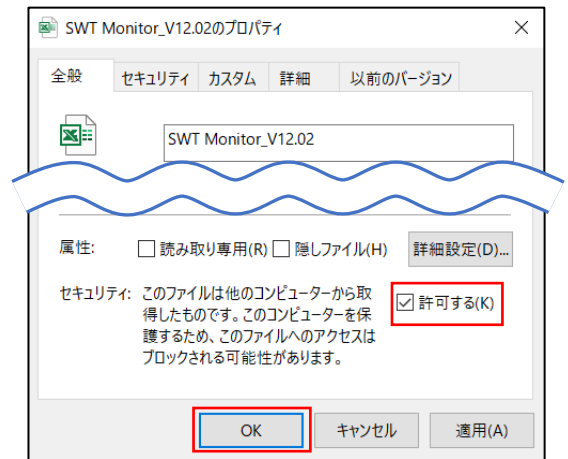 SWT Monitor_V12.02のプロパティ
全般 セキュリティ カスタム 詳細 以前のバージョン
SWT Monitor_V12.02
属性: 読み取り専用(R) 隠しファイル(H) 詳細設定(D)...
セキュリティ: このファイルは他のコンピューターから取
得したものです。このコンピューターを保
護するため、このファイルへのアクセスは
ブロックされる可能性があります。
許可する(K)
OK キャンセル 適用(A)